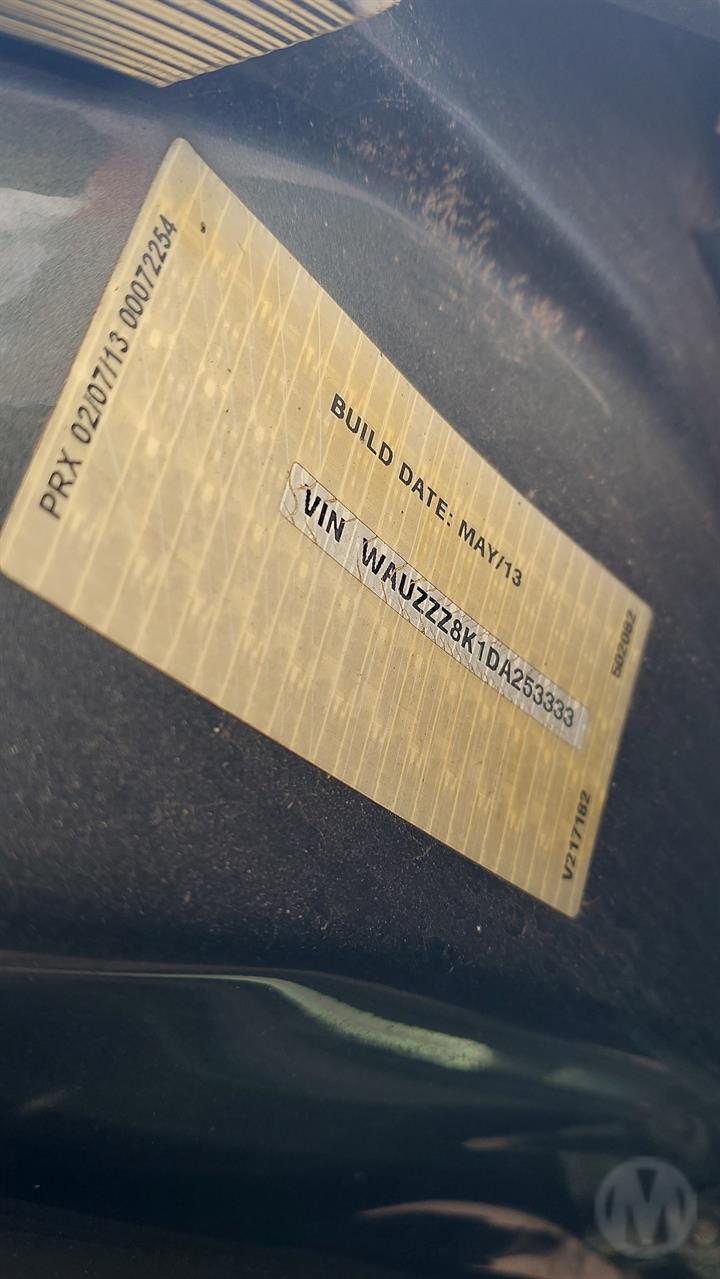 PRX 02/07/13 00072254
BUILD DATE: MAY/13
VIN WAUZZZ8K1DA253333
502082
V217182
M